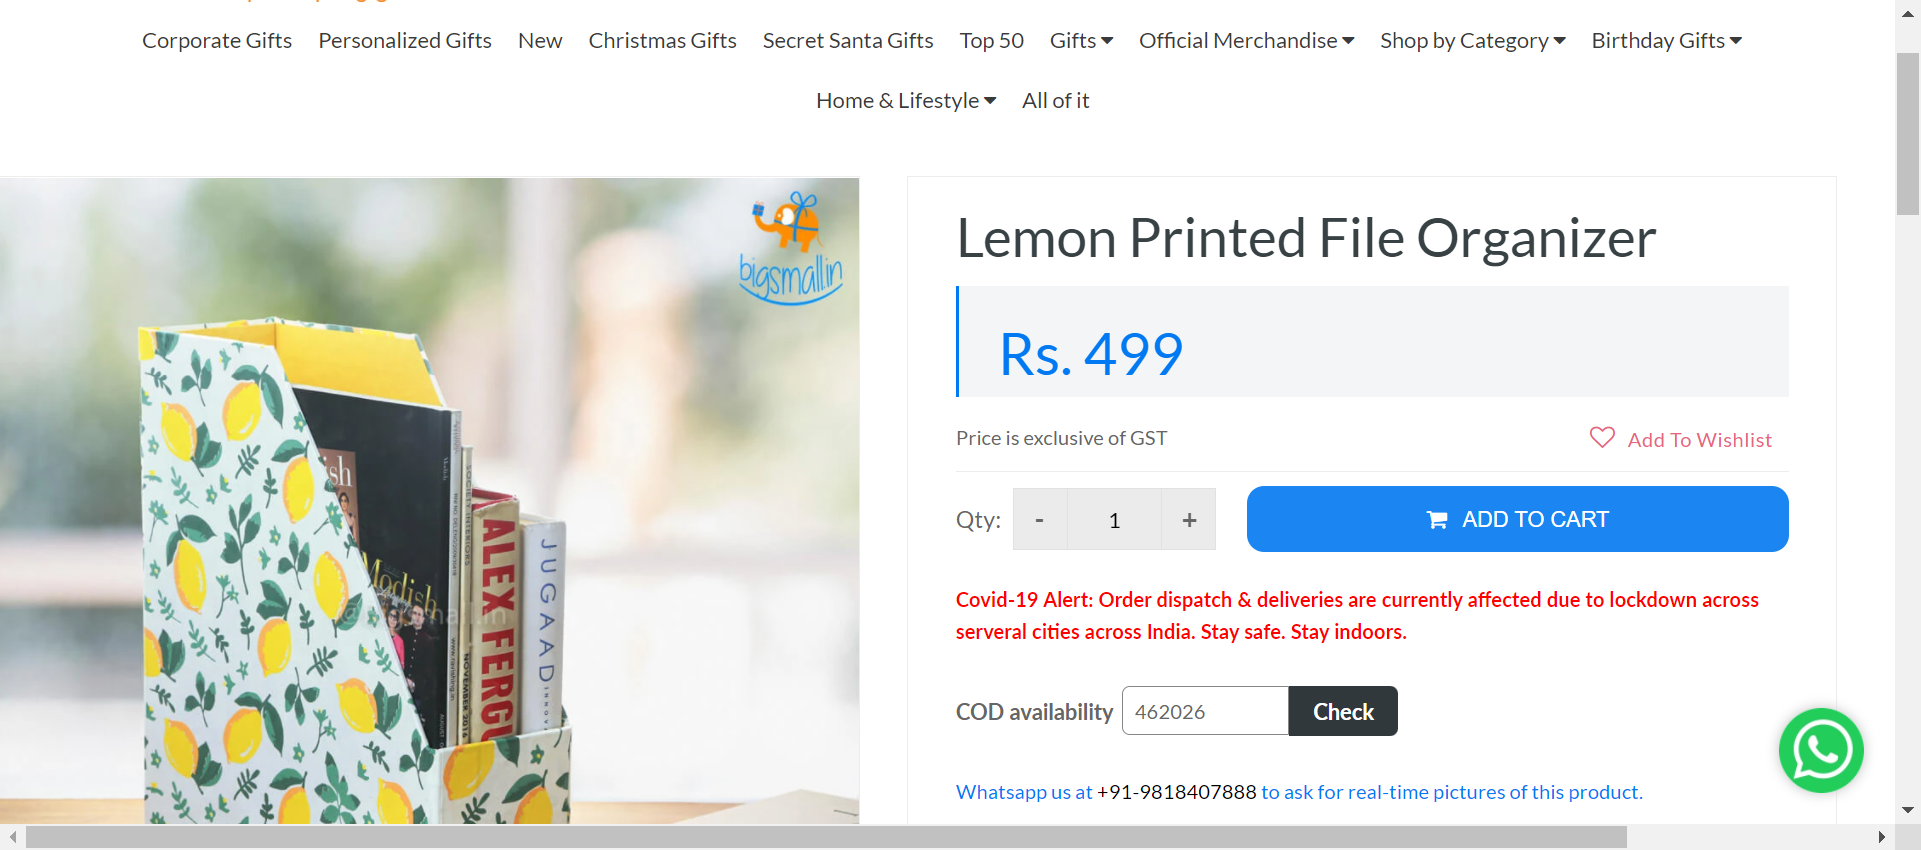 Corporate Gifts Personalized Gifts New Christmas Gifts Secret Santa Gifts Top 50 Gifts Official Merchandise Shop by Category Birthday Gifts
Home & Lifestyle All of it
bigsmall.in
Lemon Printed File Organizer
Rs. 499
Price is exclusive of GST
Add To Wishlist
Qty: - 1 + ADD TO CART
Covid-19 Alert: Order dispatch & deliveries are currently affected due to lockdown across
serveral cities across India. Stay safe. Stay indoors.
COD availability 462026 Check
Whatsapp us at +91-9818407888 to ask for real-time pictures of this product.
Modish
SOCIETY INTERIORS
NOVEMBER 2014
ALEX FERGU
JUGAAD